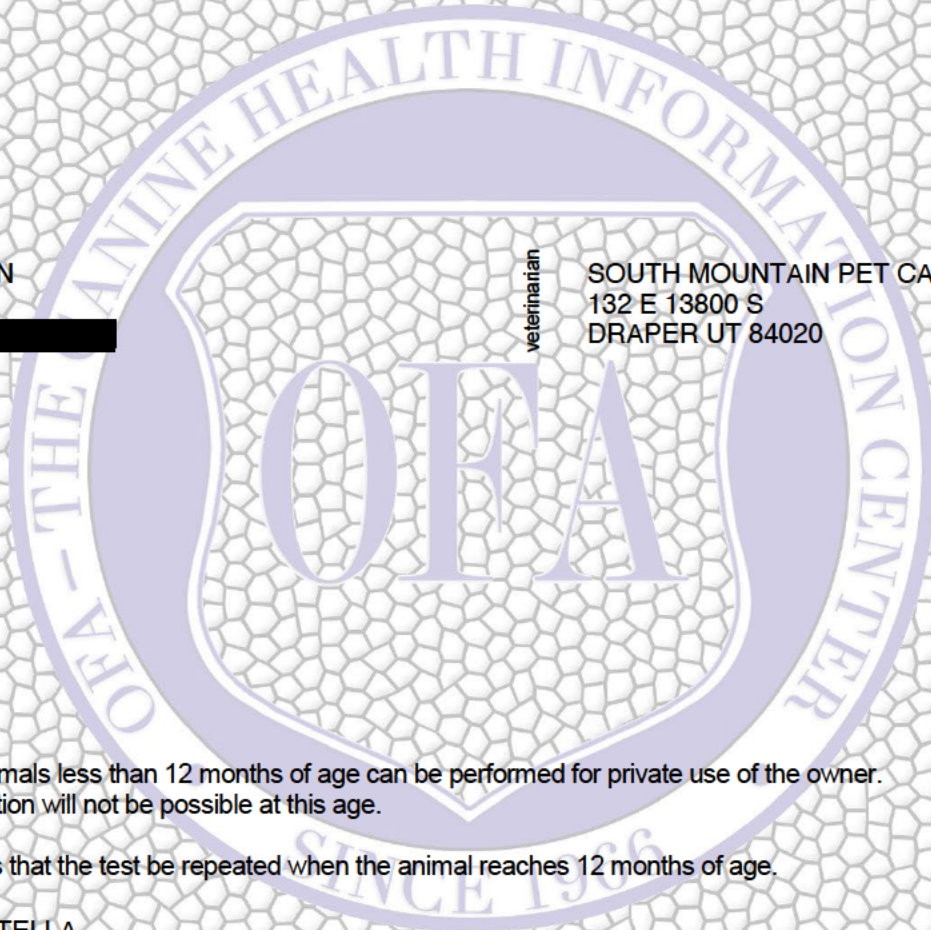 OFA – THE CANINE HEALTH INFORMATION CENTER
N
veterinarian
SOUTH MOUNTAIN PET CA
132 E 13800 S
DRAPER UT 84020
OFA
mals less than 12 months of age can be performed for private use of the owner.
tion will not be possible at this age.
s that the test be repeated when the animal reaches 12 months of age.
SINCE 1966